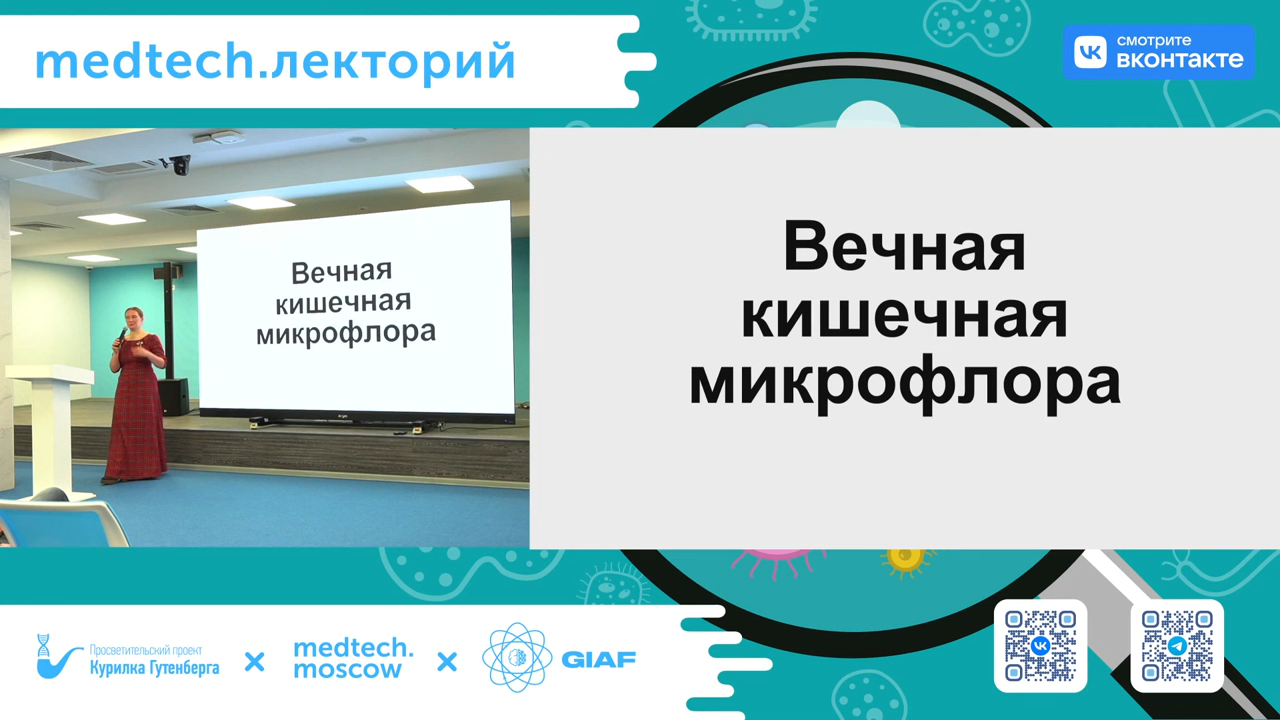 medtech.лекторий
смотрите
вконтакте
Вечная
кишечная
микрофлора
Вечная
кишечная
микрофлора
Просветительский проект
Курилка Гутенберга
medtech.
moscow
GIAF